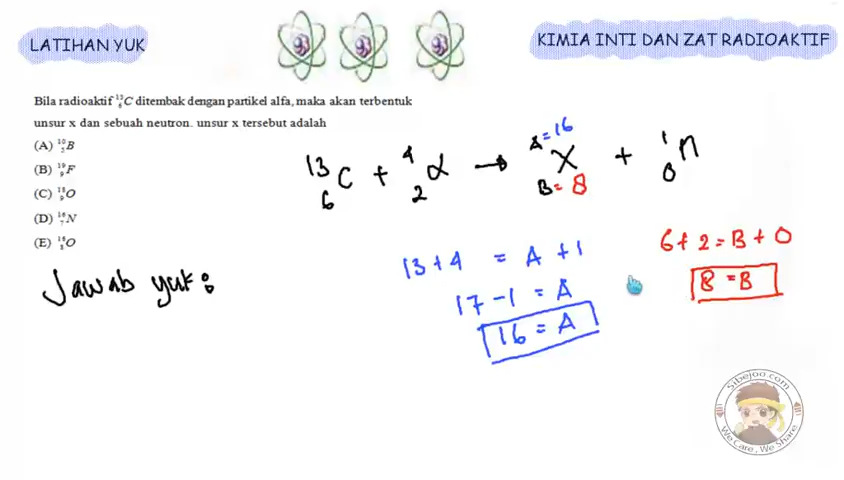 LATIHAN YUK
KIMIA INTI DAN ZAT RADIOAKTIF
Bila radioaktif ¹³₆C ditembak dengan partikel alfa, maka akan terbentuk
unsur x dan sebuah neutron. unsur x tersebut adalah
(A) ¹⁰₅B
(B) ¹⁹₉F
(C) O
(D) N
(E) ¹⁶₈O
Jawab yuk :
¹³₆C + ⁴₂α → X + ¹₀n
A = 16
B = 8
13 + 4 = A + 1
17 - 1 = A
16 = A
6 + 2 = B + 0
8 = B
Sibejoo.com
We Care, We Share